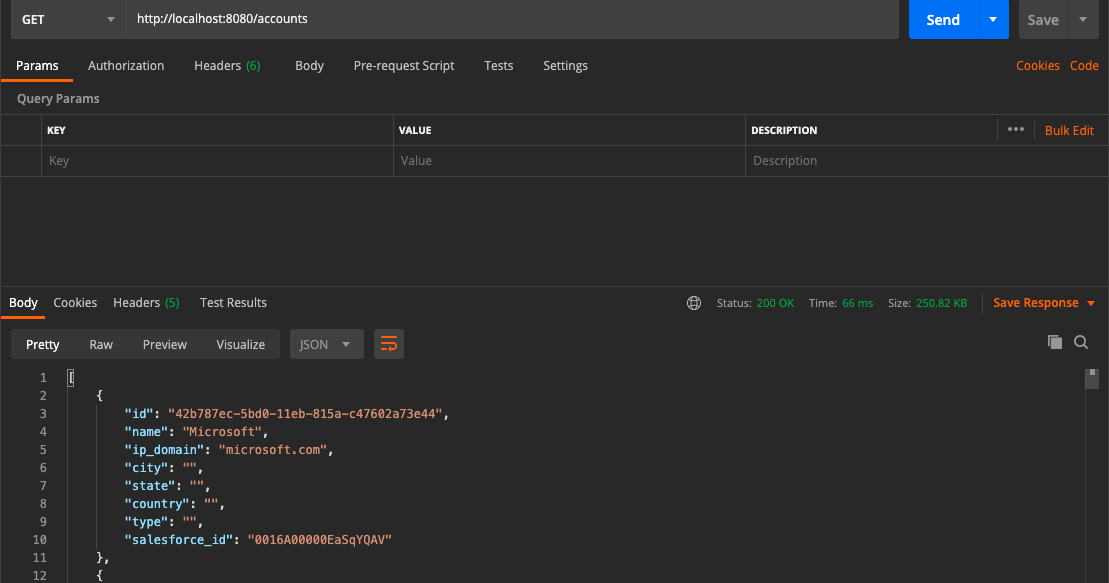 GET http://localhost:8080/accounts Send Save
Params Authorization Headers (6) Body Pre-request Script Tests Settings Cookies Code
Query Params
KEY VALUE DESCRIPTION ••• Bulk Edit
Key Value Description
Body Cookies Headers (5) Test Results Status: 200 OK Time: 66 ms Size: 250.82 KB Save Response
Pretty Raw Preview Visualize JSON
1 [
2 {
3 "id": "42b787ec-5bd0-11eb-815a-c47602a73e44",
4 "name": "Microsoft",
5 "ip_domain": "microsoft.com",
6 "city": "",
7 "state": "",
8 "country": "",
9 "type": "",
10 "salesforce_id": "0016A00000EaSqYQAV"
11 },
12 {